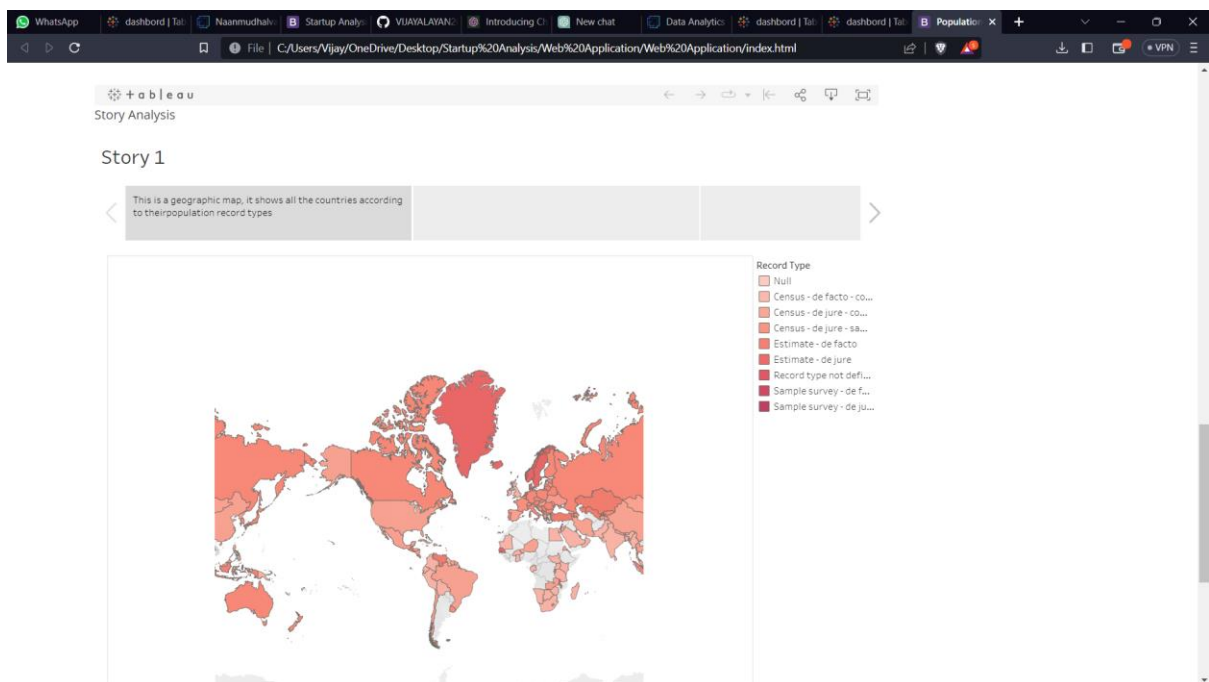 WhatsApp
dashbord | Tab
Naanmudhalv
Startup Analys
VIJAYALAYAN2
Introducing Ch
New chat
Data Analytics
dashbord | Tab
dashbord | Tab
Population
File | C:/Users/Vijay/OneDrive/Desktop/Startup%20Analysis/Web%20Application/Web%20Application/index.html
VPN
+ a b | e a u
Story Analysis
Story 1
This is a geographic map, it shows all the countries according
to theirpopulation record types
Record Type
Null
Census - de facto - co...
Census - de jure - co...
Census - de jure - sa...
Estimate - de facto
Estimate - de jure
Record type not defi...
Sample survey - de f...
Sample survey - de ju...